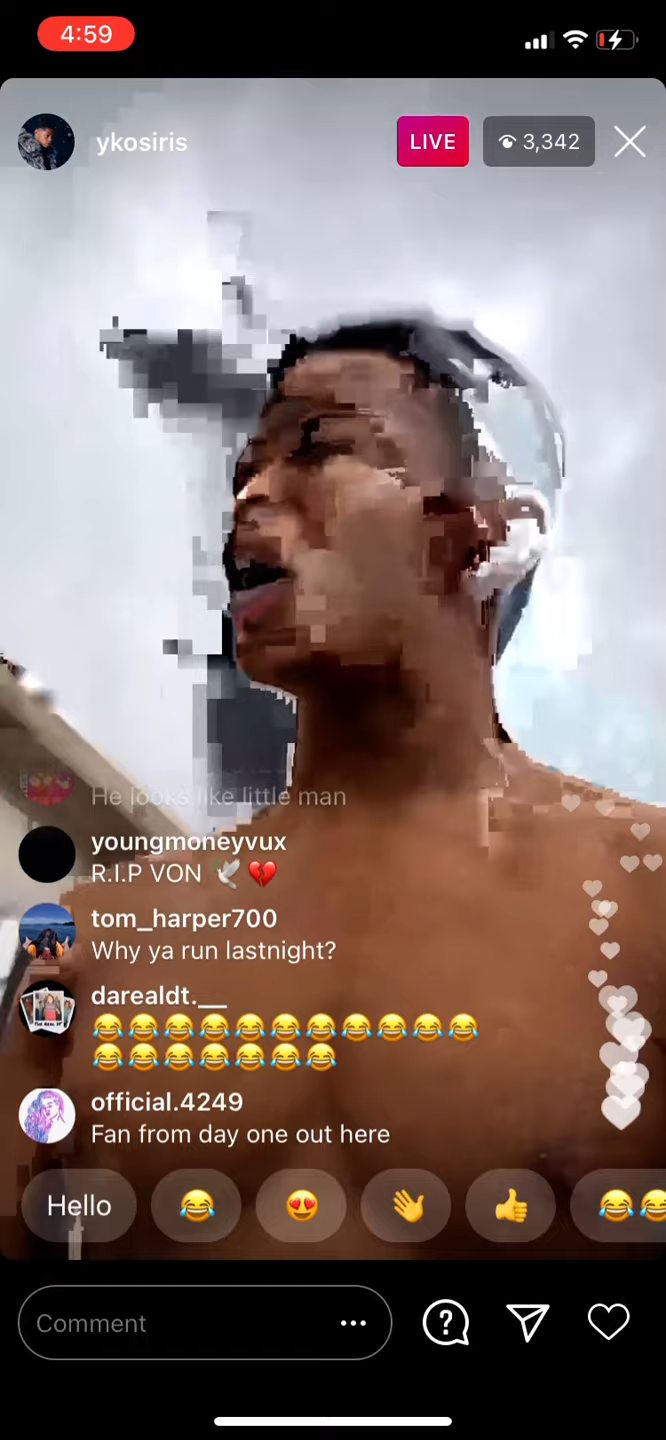 4:59
ykosiris
LIVE
3,342
He looks like little man
youngmoneyvux
R.I.P VON 🕊️💔
tom_harper700
Why ya run lastnight?
darealdt.__
😂😂😂😂😂😂😂😂😂😂😂
😂😂😂😂😂😂😂
official.4249
Fan from day one out here
Hello 😂 😍 👋 👍 😂😂
Comment